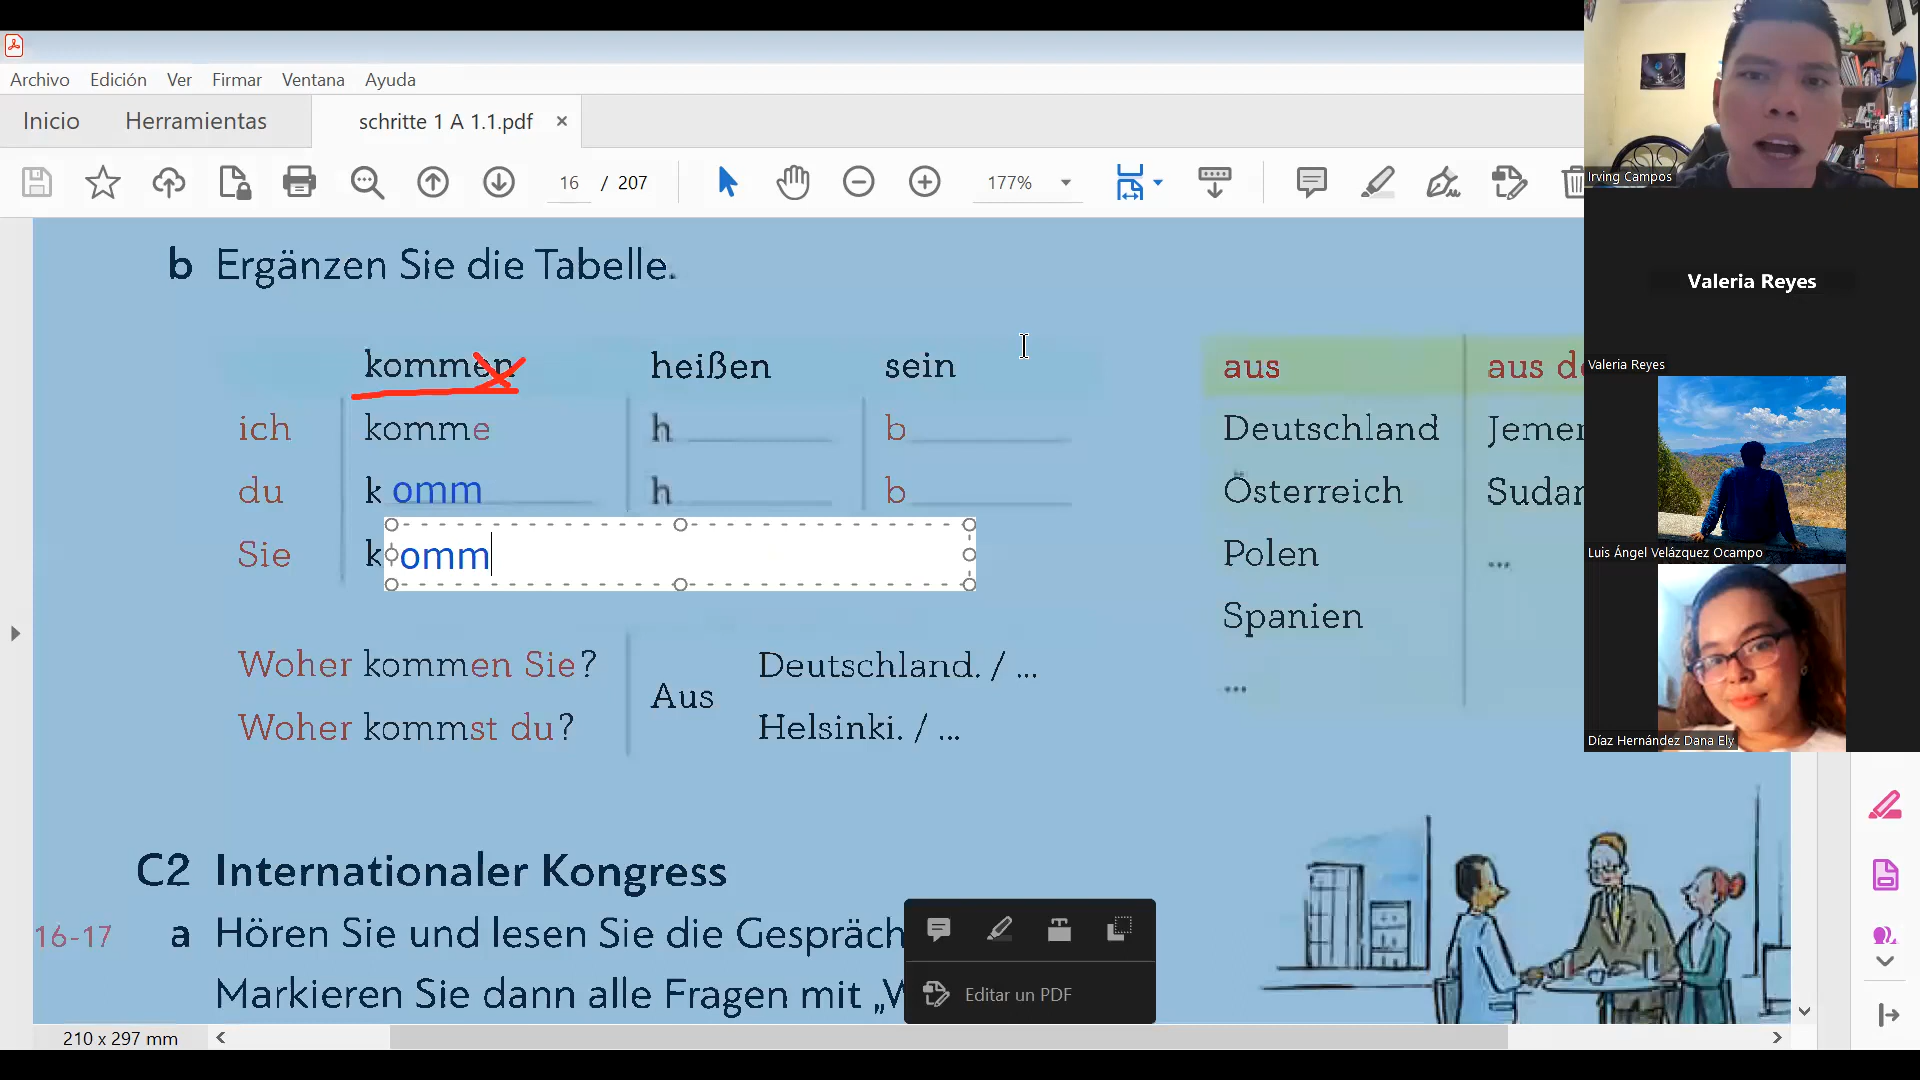 Archivo Edición Ver Firmar Ventana Ayuda
Inicio Herramientas schritte 1 A 1.1.pdf ×
16 / 207 177%
b Ergänzen Sie die Tabelle.
kommen heißen sein
ich komme h b
du k omm h b
Sie k omm
Woher kommen Sie? Aus Deutschland. / ...
Woher kommst du? Helsinki. / ...
aus
Deutschland
Österreich
Polen
Spanien
...
aus de
Jemen
Sudan
...
C2 Internationaler Kongress
16-17 a Hören Sie und lesen Sie die Gespräch
Markieren Sie dann alle Fragen mit „W
Editar un PDF
210 x 297 mm
Irving Campos
Valeria Reyes
Valeria Reyes
Luis Ángel Velázquez Ocampo
Díaz Hernández Dana Ely